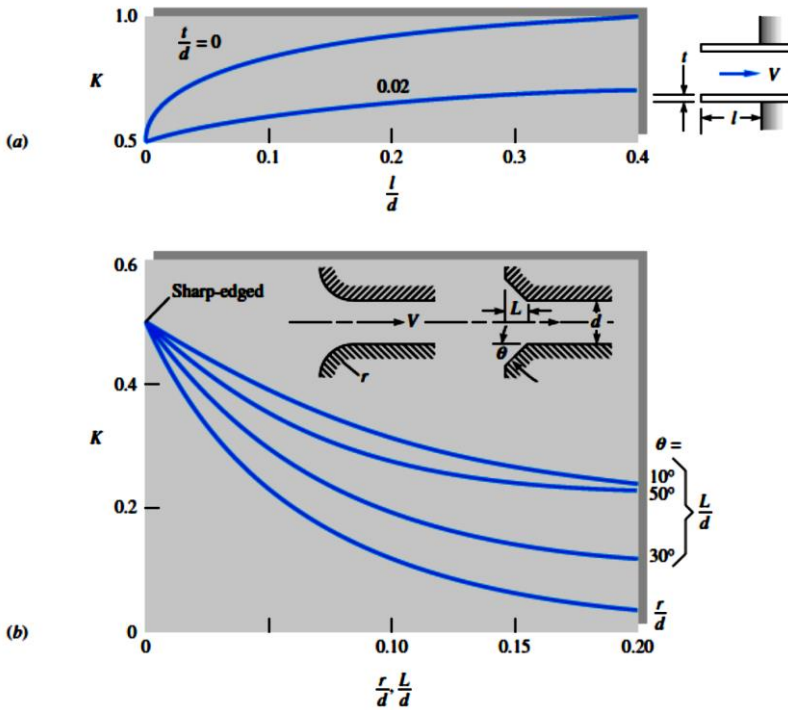 1.0
t/d = 0
K
0.02
0.5
(a)
0 0.1 0.2 0.3 0.4
l/d
t
V
l
0.6
Sharp-edged
V
r
L
θ
d
0.4
K
θ =
10°
50°
L/d
0.2
30°
r/d
0
(b)
0 0.10 0.15 0.20
r/d, L/d